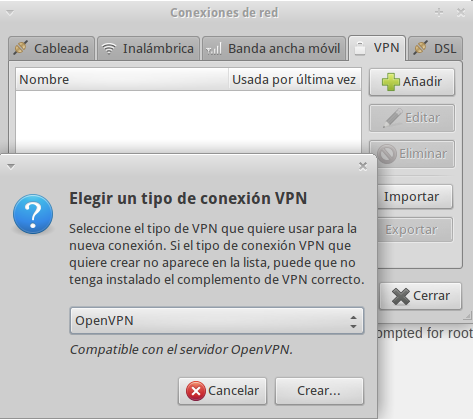 Conexiones de red
Cableada
Inalámbrica
Banda ancha móvil
VPN
DSL
Nombre
Usada por última vez
Añadir
Editar
Eliminar
Importar
Exportar
Cerrar
Elegir un tipo de conexión VPN
Seleccione el tipo de VPN que quiere usar para la
nueva conexión. Si el tipo de conexión VPN que
quiere crear no aparece en la lista, puede que no
tenga instalado el complemento de VPN correcto.
OpenVPN
Compatible con el servidor OpenVPN.
Cancelar
Crear...
ompted for root